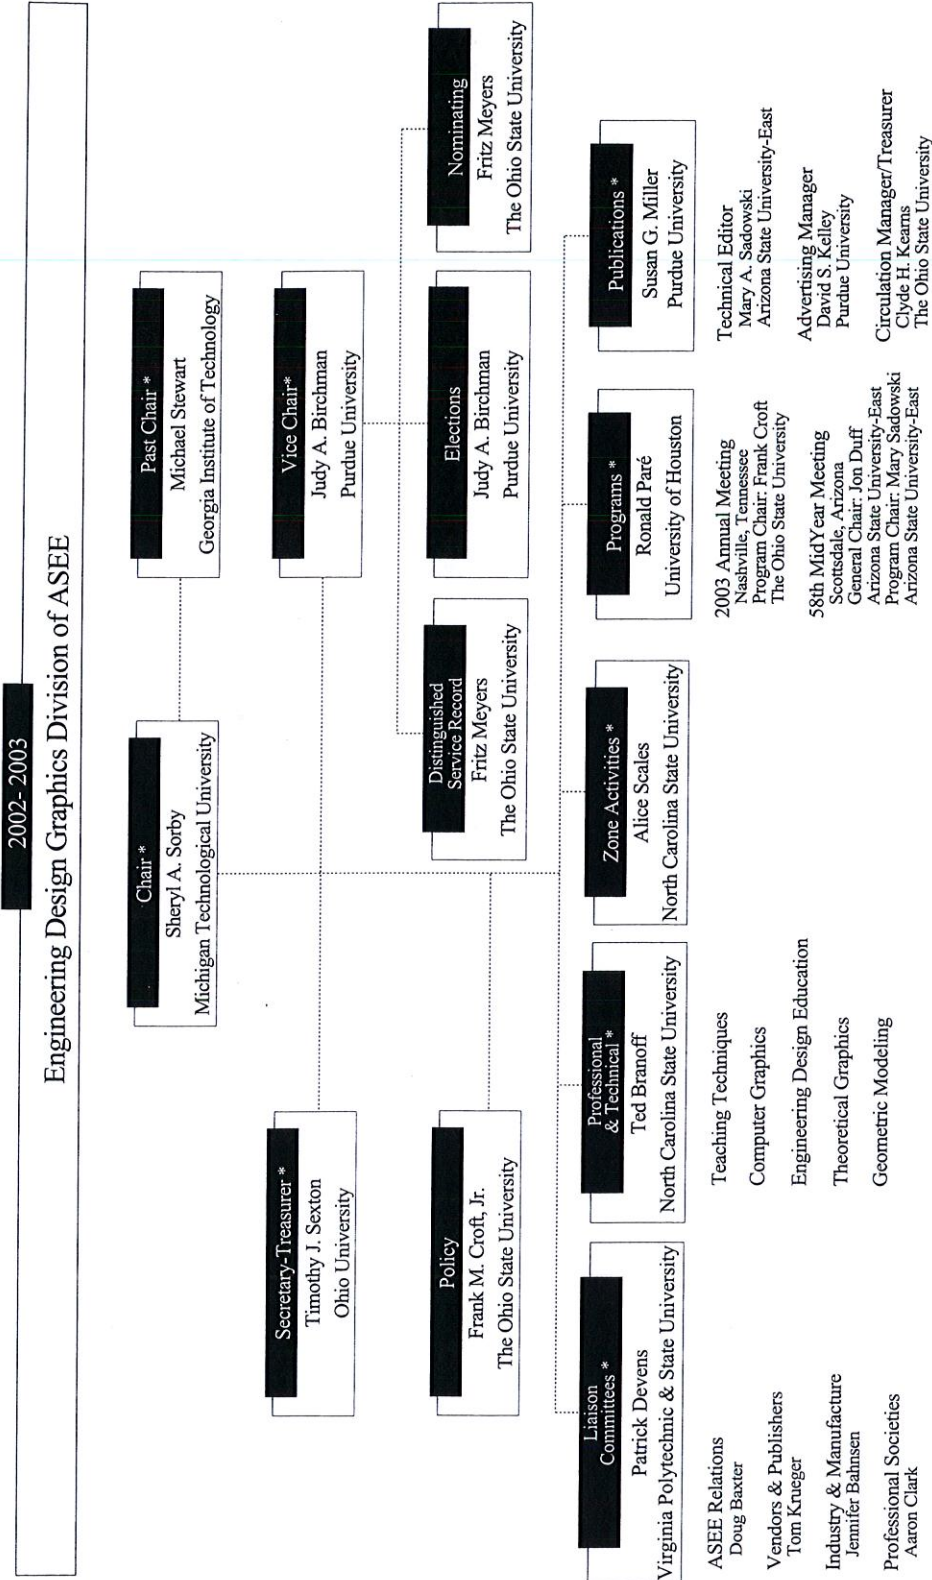 2002- 2003
Engineering Design Graphics Division of ASEE
Chair *
Sheryl A. Sorby
Michigan Technological University
Past Chair *
Michael Stewart
Georgia Institute of Technology
Secretary-Treasurer *
Timothy J. Sexton
Ohio University
Vice Chair*
Judy A. Birchman
Purdue University
Policy
Frank M. Croft, Jr.
The Ohio State University
Distinguished
Service Record
Fritz Meyers
The Ohio State University
Elections
Judy A. Birchman
Purdue University
Nominating
Fritz Meyers
The Ohio State University
Liaison
Committees *
Patrick Devens
Virginia Polytechnic & State University
ASEE Relations
Doug Baxter
Vendors & Publishers
Tom Krueger
Industry & Manufacture
Jennifer Bahnsen
Professional Societies
Aaron Clark
Professional
& Technical *
Ted Branoff
North Carolina State University
Teaching Techniques
Computer Graphics
Engineering Design Education
Theoretical Graphics
Geometric Modeling
Zone Activities *
Alice Scales
North Carolina State University
Programs *
Ronald Paré
University of Houston
2003 Annual Meeting
Nashville, Tennessee
Program Chair: Frank Croft
The Ohio State University
58th MidYear Meeting
Scottsdale, Arizona
General Chair: Jon Duff
Arizona State University-East
Program Chair: Mary Sadowski
Arizona State University-East
Publications *
Susan G. Miller
Purdue University
Technical Editor
Mary A. Sadowski
Arizona State University-East
Advertising Manager
David S. Kelley
Purdue University
Circulation Manager/Treasurer
Clyde H. Kearns
The Ohio State University